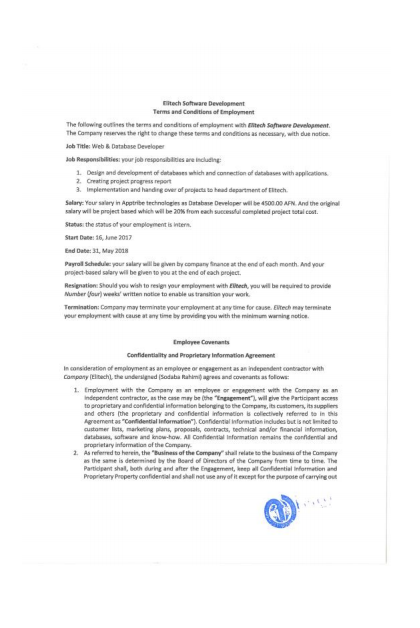 Elitech Software Development
Terms and Conditions of Employment
The following outlines the terms and conditions of employment with Elitech Software Development.
The Company reserves the right to change these terms and conditions as necessary, with due notice.
Job Title: Web & Database Developer
Job Responsibilities: your job responsibilities are including:
1. Design and development of databases which and connection of databases with applications.
2. Creating project progress report
3. Implementation and handing over of projects to head department of Elitech.
Salary: Your salary in Apptribe technologies as Database Developer will be 4500.00 AFN. And the original
salary will be project based which will be 20% from each successful completed project total cost.
Status: the status of your employment is intern.
Start Date: 16, June 2017
End Date: 31, May 2018
Payroll Schedule: your salary will be given by company finance at the end of each month. And your
project-based salary will be given to you at the end of each project.
Resignation: Should you wish to resign your employment with Elitech, you will be required to provide
Number (four) weeks' written notice to enable us transition your work.
Termination: Company may terminate your employment at any time for cause. Elitech may terminate
your employment with cause at any time by providing you with the minimum warning notice.
Employee Covenants
Confidentiality and Proprietary Information Agreement
In consideration of employment as an employee or engagement as an independent contractor with
Company (Elitech), the undersigned (Sodaba Rahimi) agrees and covenants as follows:
1. Employment with the Company as an employee or engagement with the Company as an
independent contractor, as the case may be (the "Engagement"), will give the Participant access
to proprietary and confidential information belonging to the Company, its customers, its suppliers
and others (the proprietary and confidential information is collectively referred to in this
Agreement as "Confidential Information"). Confidential Information includes but is not limited to
customer lists, marketing plans, proposals, contracts, technical and/or financial information,
databases, software and know-how. All Confidential Information remains the confidential and
proprietary information of the Company.
2. As referred to herein, the "Business of the Company" shall relate to the business of the Company
as the same is determined by the Board of Directors of the Company from time to time. The
Participant shall, both during and after the Engagement, keep all Confidential Information and
Proprietary Property confidential and shall not use any of it except for the purpose of carrying out